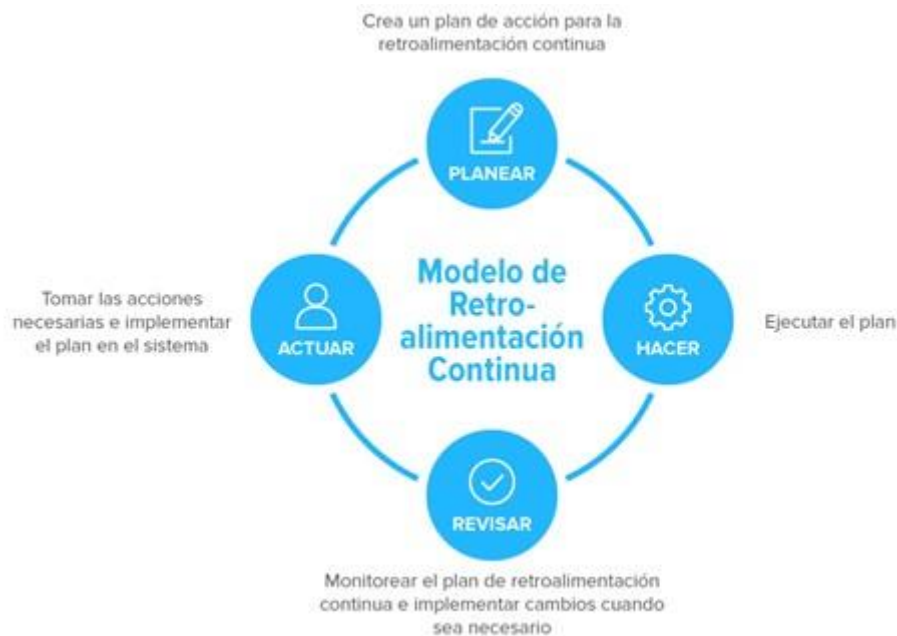 Crea un plan de acción para la
retroalimentación continua
PLANEAR
Modelo de
Retro-
alimentación
Continua
HACER
Ejecutar el plan
REVISAR
Monitorear el plan de retroalimentación
continua e implementar cambios cuando
sea necesario
ACTUAR
Tomar las acciones
necesarias e implementar
el plan en el sistema